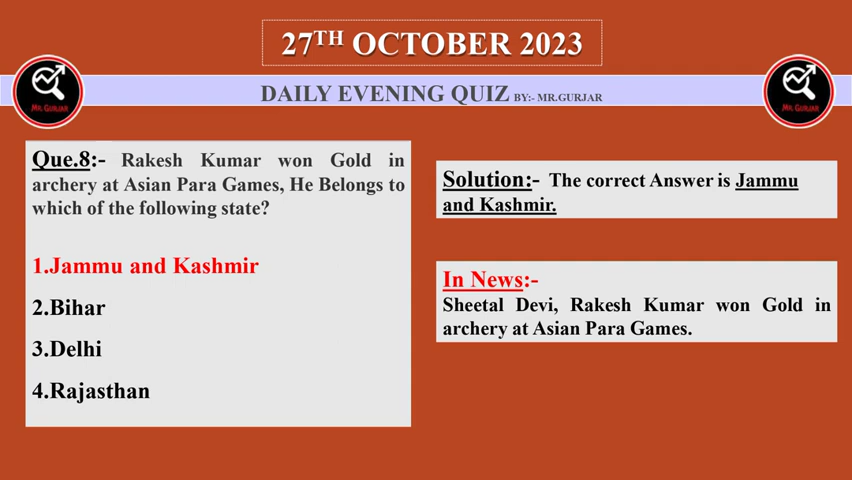 27TH OCTOBER 2023
DAILY EVENING QUIZ BY:- MR.GURJAR
MR. GURJAR
MR. GURJAR
Que.8:- Rakesh Kumar won Gold in
archery at Asian Para Games, He Belongs to
which of the following state?
1.Jammu and Kashmir
2.Bihar
3.Delhi
4.Rajasthan
Solution:- The correct Answer is Jammu
and Kashmir.
In News:-
Sheetal Devi, Rakesh Kumar won Gold in
archery at Asian Para Games.